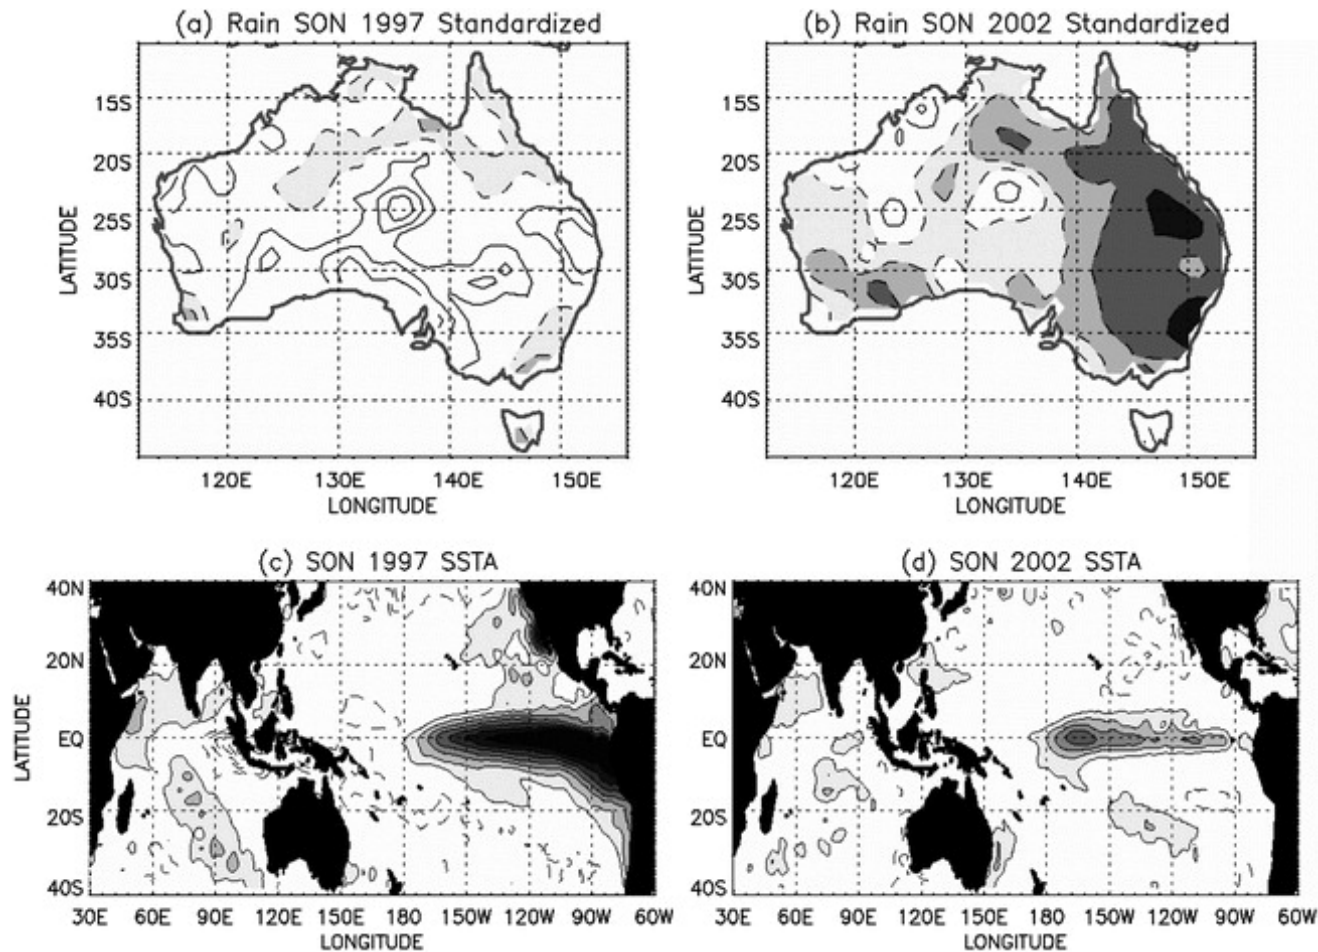 (a) Rain SON 1997 Standardized
(b) Rain SON 2002 Standardized
LATITUDE
15S
20S
25S
30S
35S
40S
120E 130E 140E 150E
LONGITUDE
LATITUDE
15S
20S
25S
30S
35S
40S
120E 130E 140E 150E
LONGITUDE
(c) SON 1997 SSTA
(d) SON 2002 SSTA
LATITUDE
40N
20N
EQ
20S
40S
30E 60E 90E 120E 150E 180 150W 120W 90W 60W
LONGITUDE
40N
20N
EQ
20S
40S
30E 60E 90E 120E 150E 180 150W 120W 90W 60W
LONGITUDE